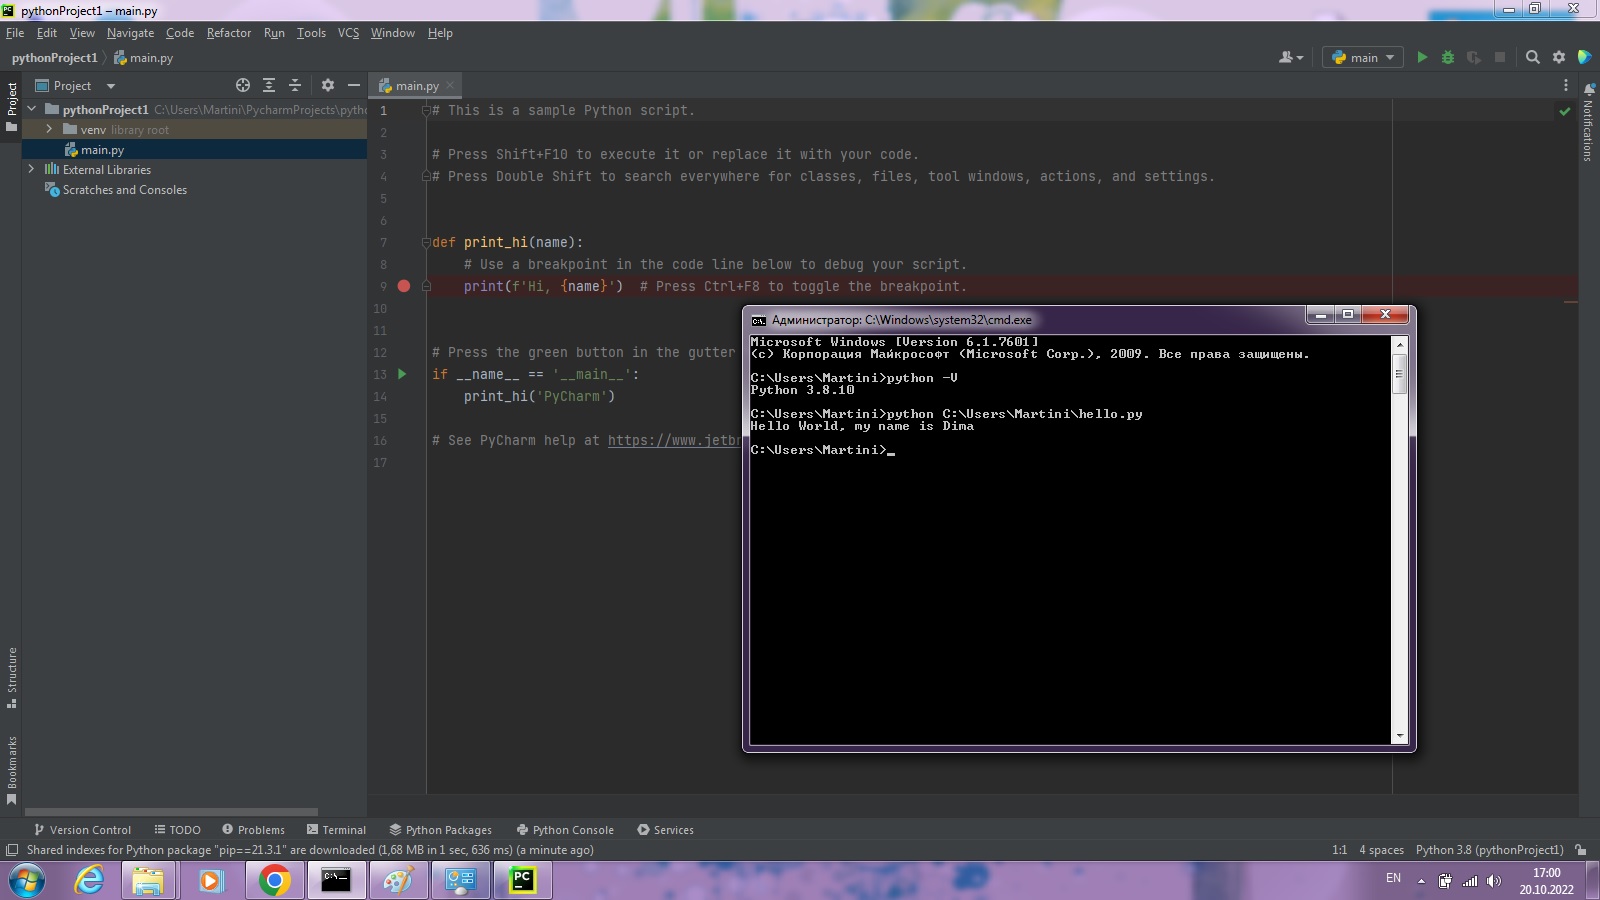 pythonProject1 – main.py
File Edit View Navigate Code Refactor Run Tools VCS Window Help
pythonProject1 main.py
main
Project
Project
main.py
Notifications
pythonProject1 C:\Users\Martini\PycharmProjects\pytho
venv library root
main.py
External Libraries
Scratches and Consoles
1 # This is a sample Python script.
2
3 # Press Shift+F10 to execute it or replace it with your code.
4 # Press Double Shift to search everywhere for classes, files, tool windows, actions, and settings.
5
6
7 def print_hi(name):
8 # Use a breakpoint in the code line below to debug your script.
9 print(f'Hi, {name}') # Press Ctrl+F8 to toggle the breakpoint.
10
11
12 # Press the green button in the gutter
13 if __name__ == '__main__':
14 print_hi('PyCharm')
15
16 # See PyCharm help at https://www.jetbr
17
Администратор: C:\Windows\system32\cmd.exe
Microsoft Windows [Version 6.1.7601]
(c) Корпорация Майкрософт (Microsoft Corp.), 2009. Все права защищены.
C:\Users\Martini>python -V
Python 3.8.10
C:\Users\Martini>python C:\Users\Martini\hello.py
Hello World, my name is Dima
C:\Users\Martini>_
Structure
Bookmarks
Version Control TODO Problems Terminal Python Packages Python Console Services
Shared indexes for Python package "pip==21.3.1" are downloaded (1,68 MB in 1 sec, 636 ms) (a minute ago)
1:1 4 spaces Python 3.8 (pythonProject1)
EN
17:00
20.10.2022